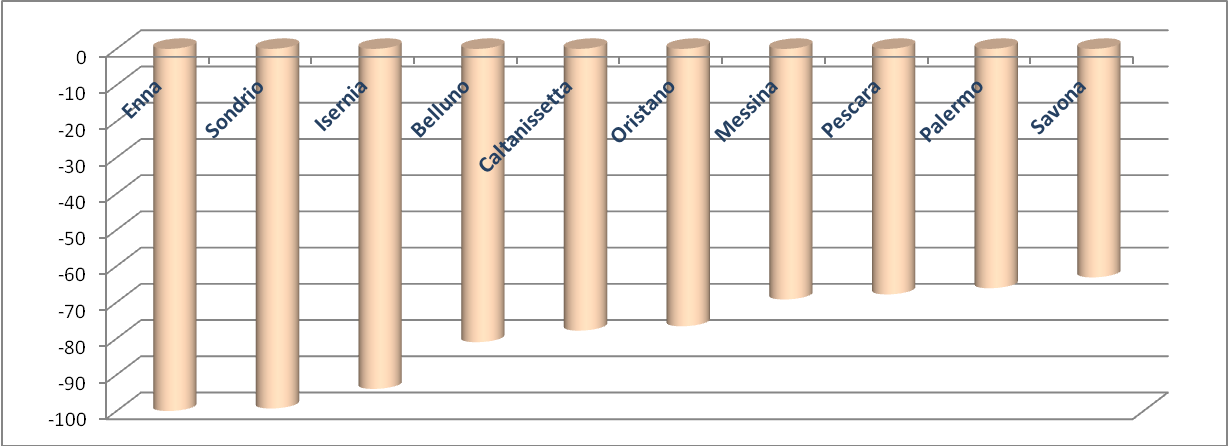 0
-10
-20
-30
-40
-50
-60
-70
-80
-90
-100
Enna
Sondrio
Isernia
Belluno
Caltanissetta
Oristano
Messina
Pescara
Palermo
Savona